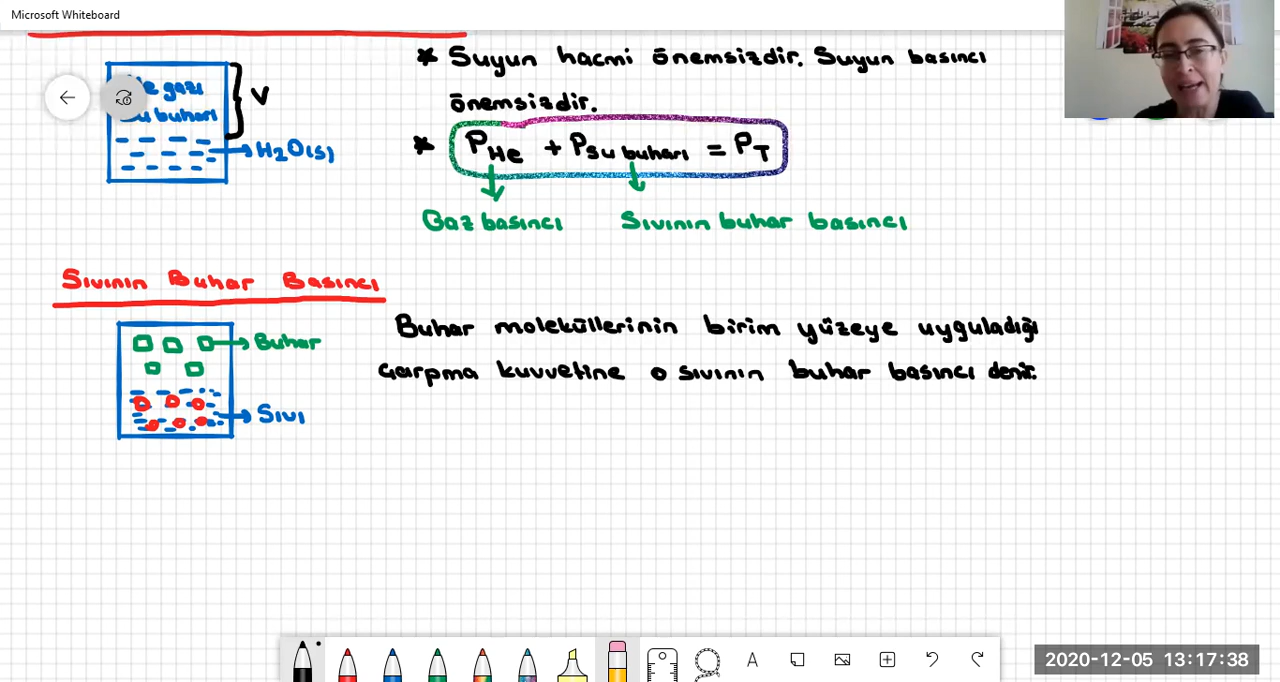 Microsoft Whiteboard
* Suyun hacmi önemsizdir. Suyun basıncı
önemsizdir.
gazı
buharı
V
H₂O(s)
* PHe + PSu buharı = PT
Gaz basıncı Sıvının buhar basıncı
Sıvının Buhar Basıncı
Buhar
Sıvı
Buhar moleküllerinin birim yüzeye uyguladığı
çarpma kuvvetine o sıvının buhar basıncı denir.
A
2020-12-05 13:17:38